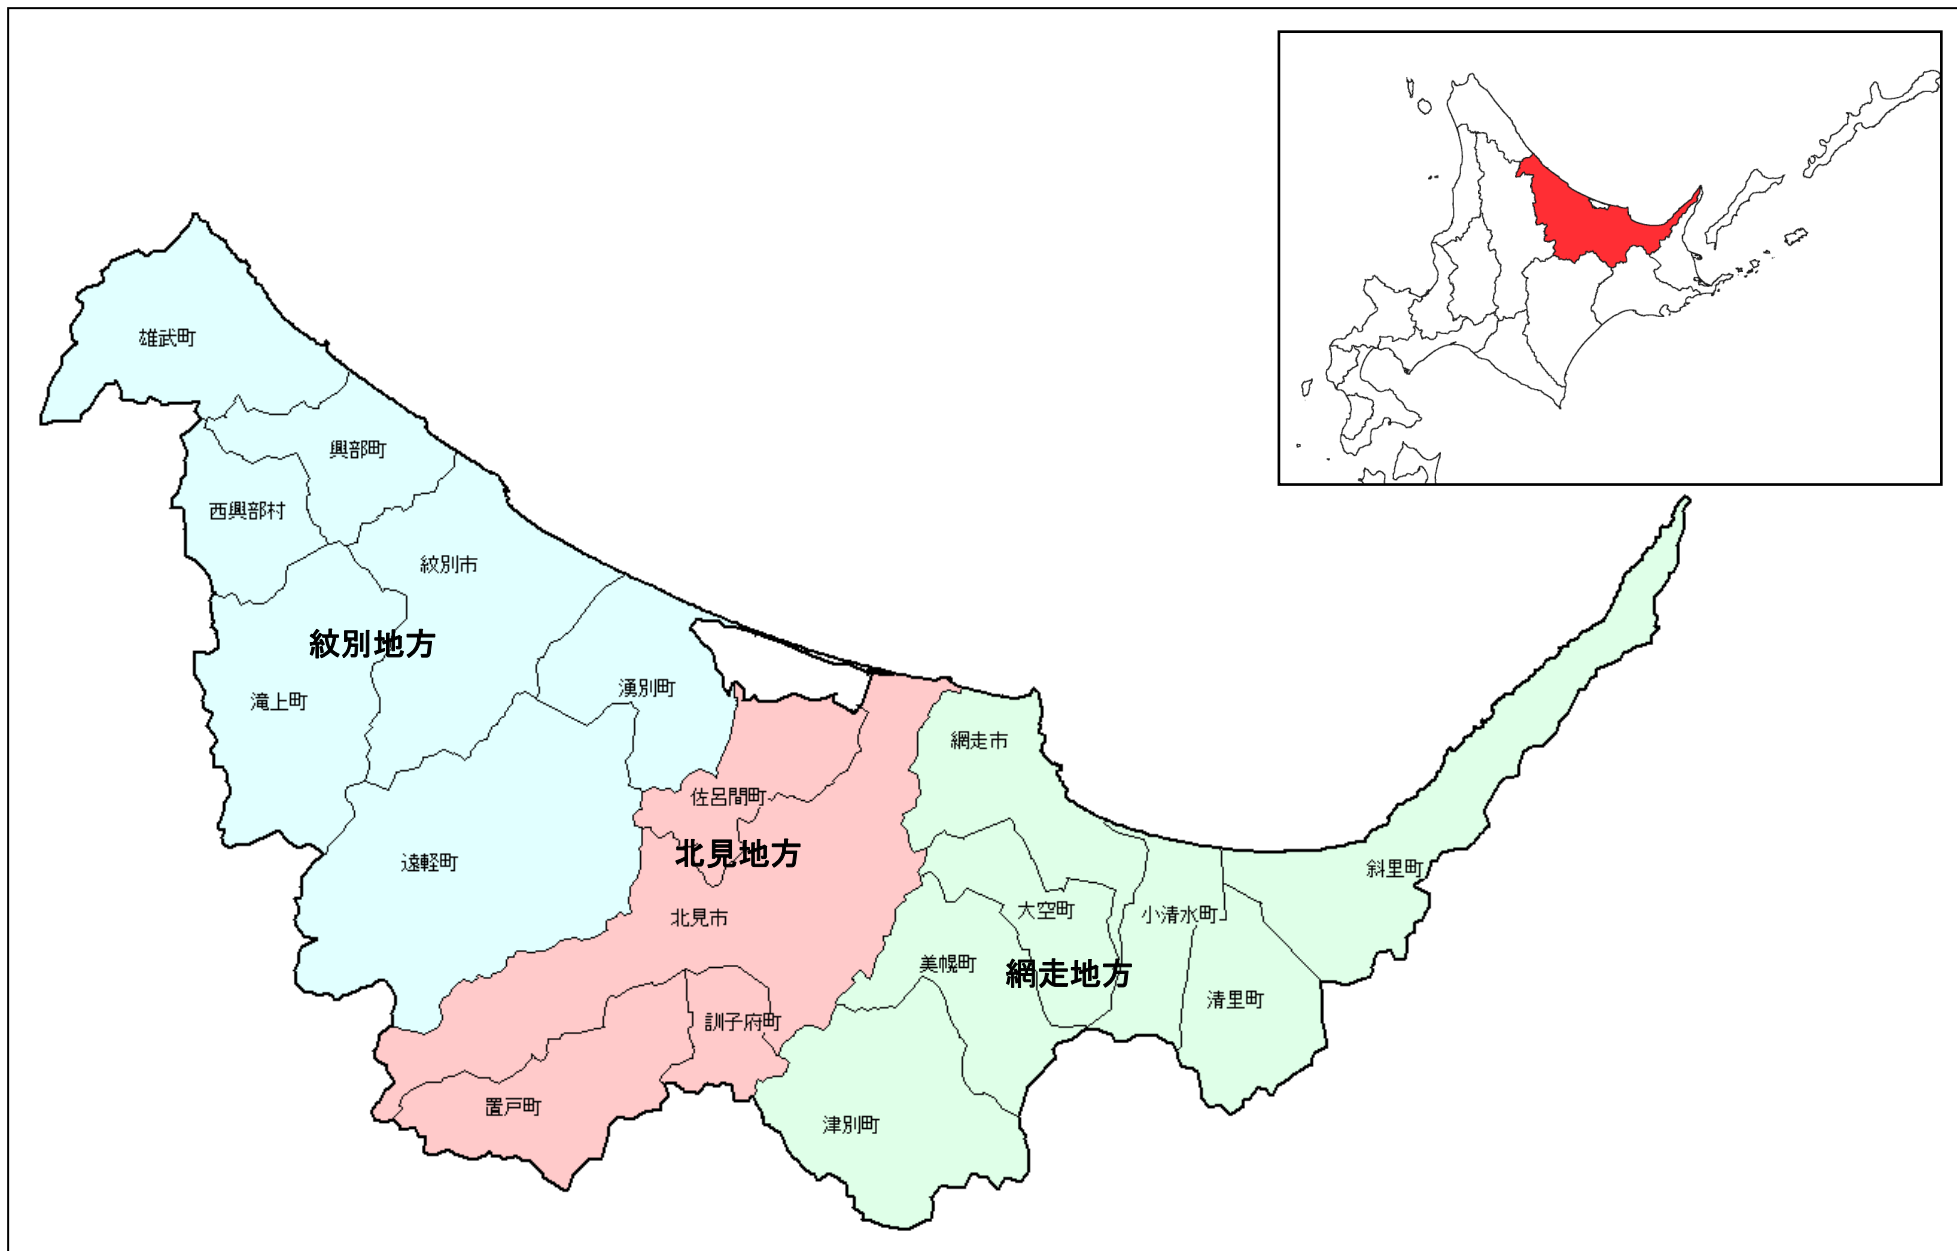 雄武町
興部町
西興部村
紋別市
紋別地方
湧別町
滝上町
網走市
佐呂間町
北見地方
遠軽町
斜里町
北見市
大空町
小清水町
美幌町
網走地方
清里町
訓子府町
置戸町
津別町